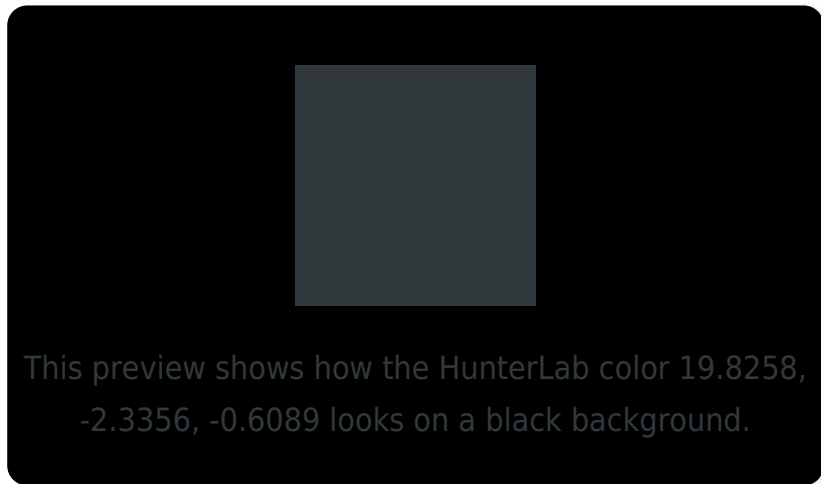 This preview shows how the HunterLab color 19.8258,
-2.3356, -0.6089 looks on a black background.